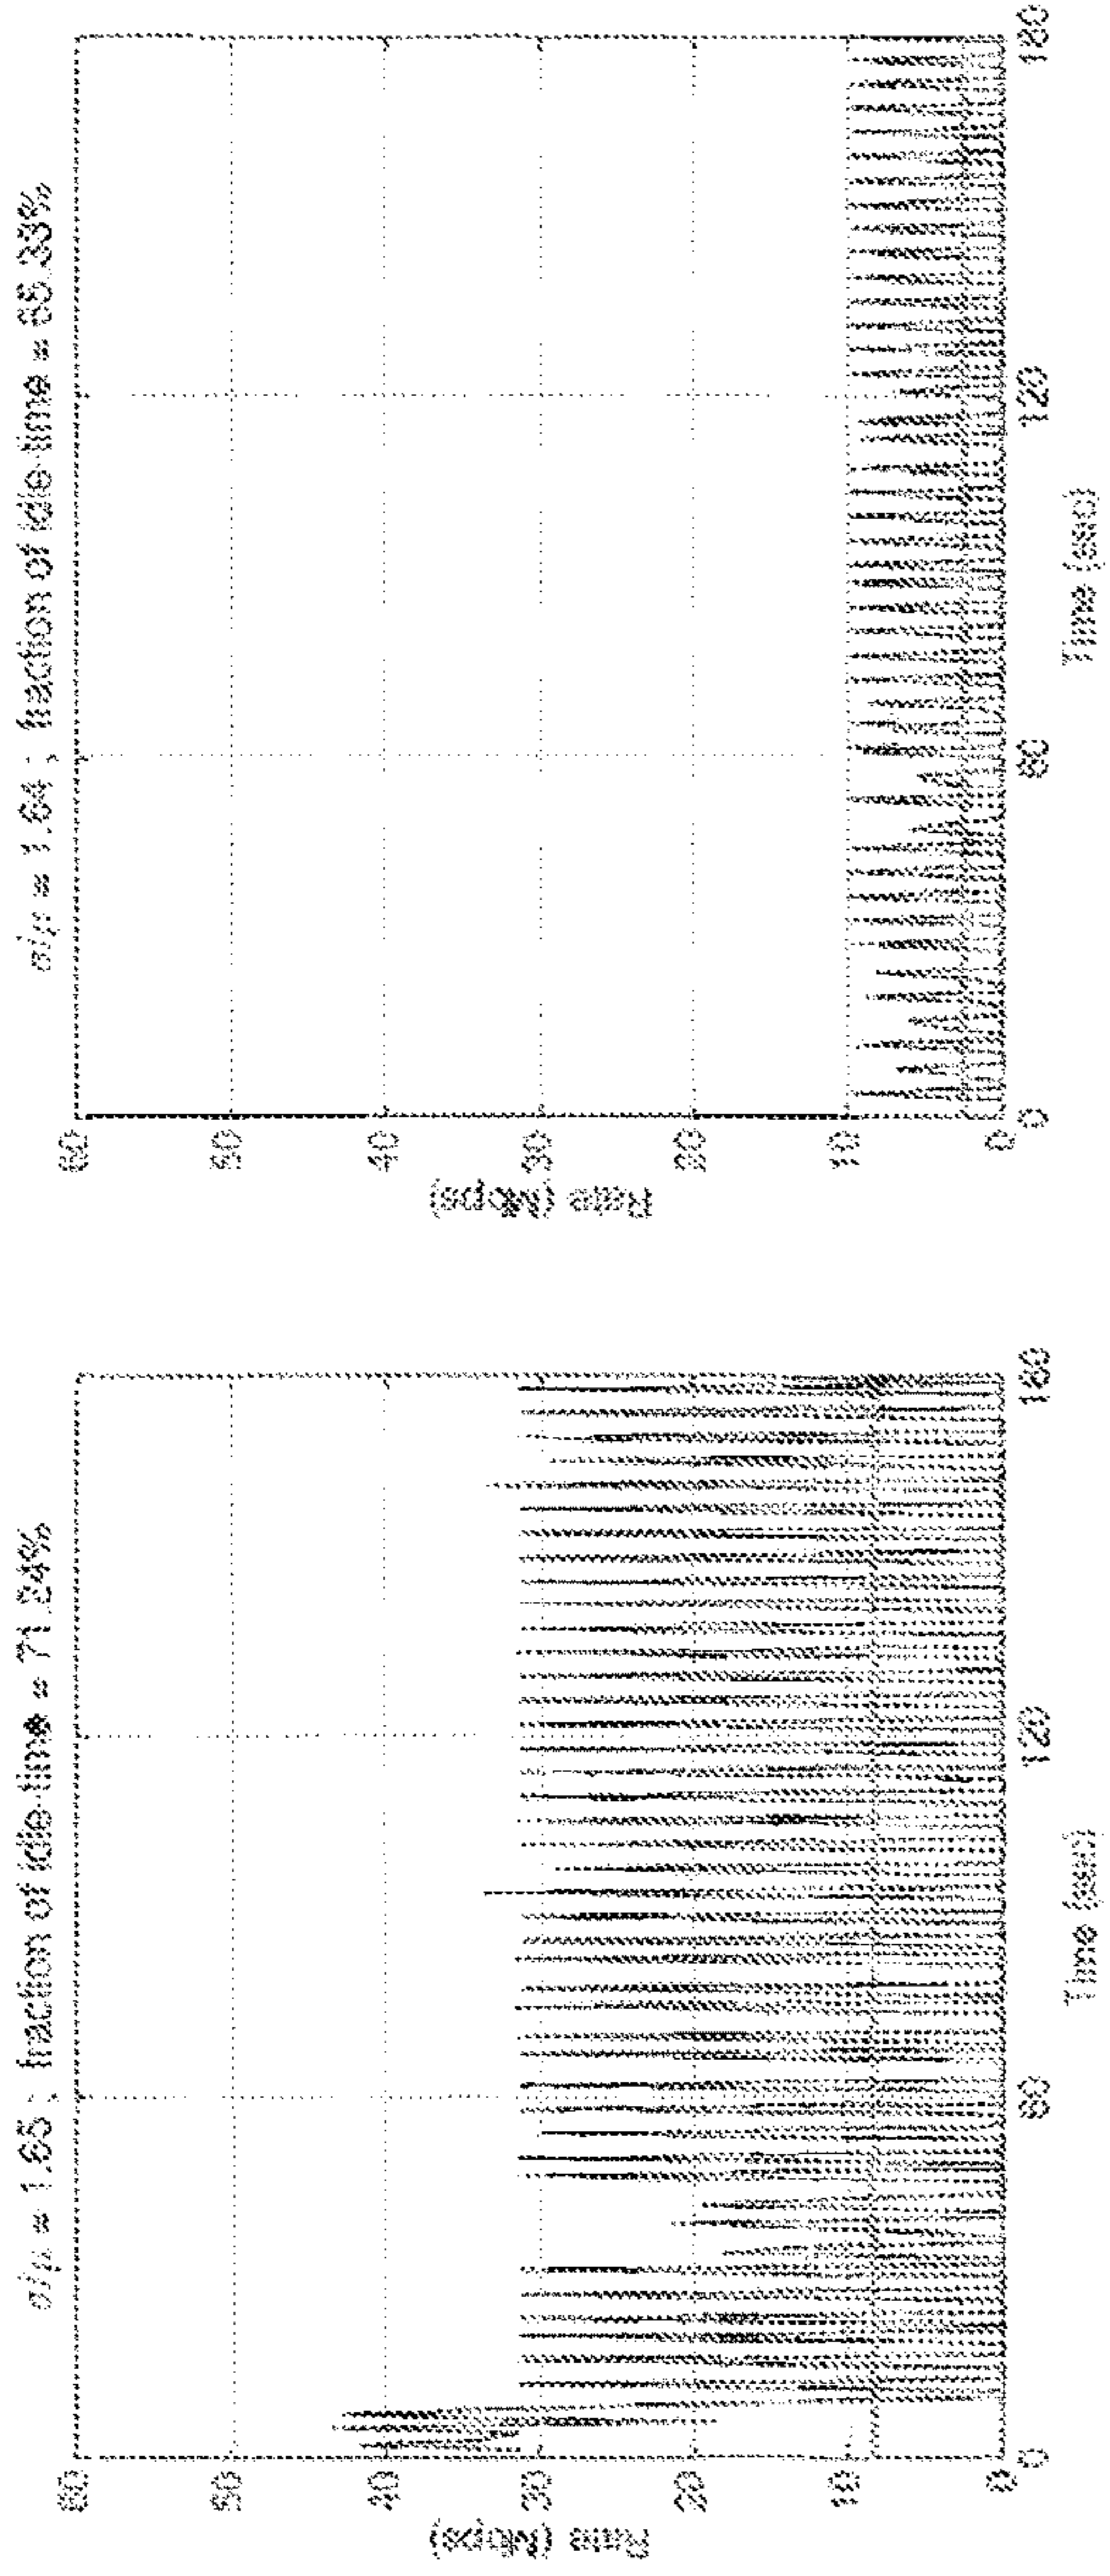 σ/μ = 1.65 ; fraction of idle-time = 71.24%
60
50
40
30
20
10
0
Rate (Mbps)
0 60 120 180
Time (sec)
σ/μ = 1.64 ; fraction of idle-time =
60
50
40
30
20
10
0
Rate (Mbps)
0 60 120 180
Time (sec)